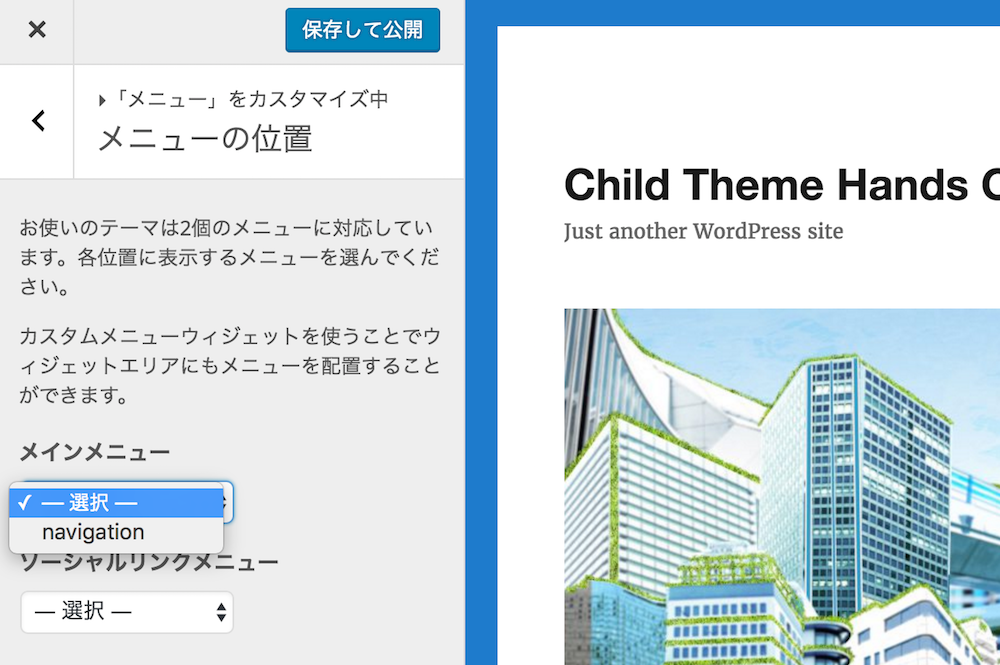 保存して公開
「メニュー」をカスタマイズ中
メニューの位置
お使いのテーマは2個のメニューに対応してい
ます。各位置に表示するメニューを選んでくだ
さい。
カスタムメニューウィジェットを使うことでウ
ィジェットエリアにもメニューを配置すること
ができます。
メインメニュー
✓ — 選択 —
navigation
ソーシャルリンクメニュー
— 選択 —
Child Theme Hands
Just another WordPress site